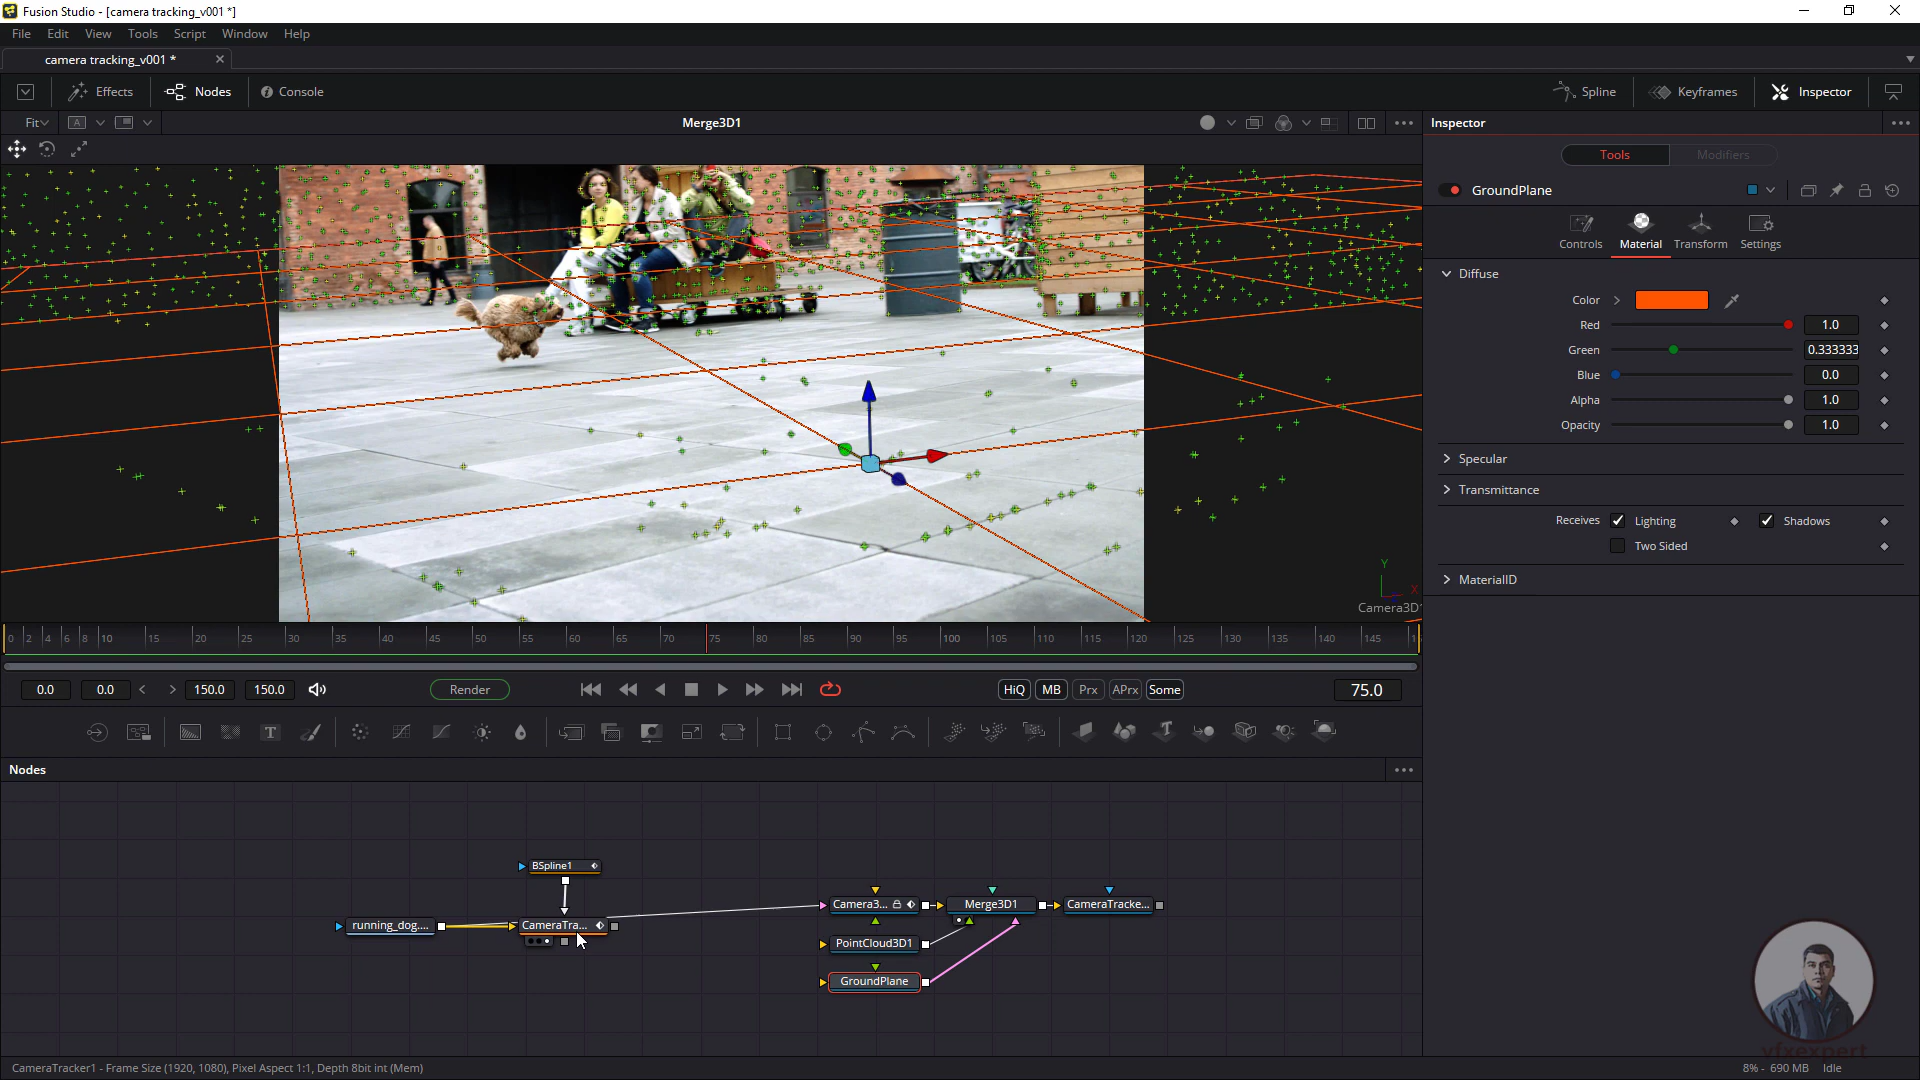 Fusion Studio - [camera tracking_v001 *]
File Edit View Tools Script Window Help
camera tracking_v001 *
Effects Nodes Console Spline Keyframes Inspector
Fit A Merge3D1 Inspector
Tools Modifiers
GroundPlane
Controls Material Transform Settings
Diffuse
Color
Red 1.0
Green 0.333333
Blue 0.0
Alpha 1.0
Opacity 1.0
Specular
Transmittance
Receives Lighting Shadows
Two Sided
MaterialID
Y
X
Camera3D1
0 2 4 6 8 10 15 20 25 30 35 40 45 50 55 60 65 70 75 80 85 90 95 100 105 110 115 120 125 130 135 140 145
0.0 0.0 150.0 150.0 Render HiQ MB Prx APrx Some 75.0
Nodes
BSpline1
running_dog.... CameraTra... Camera3... Merge3D1 CameraTracke...
PointCloud3D1
GroundPlane
vfxexpert
CameraTracker1 - Frame Size (1920, 1080), Pixel Aspect 1:1, Depth 8bit int (Mem) 8% - 690 MB Idle